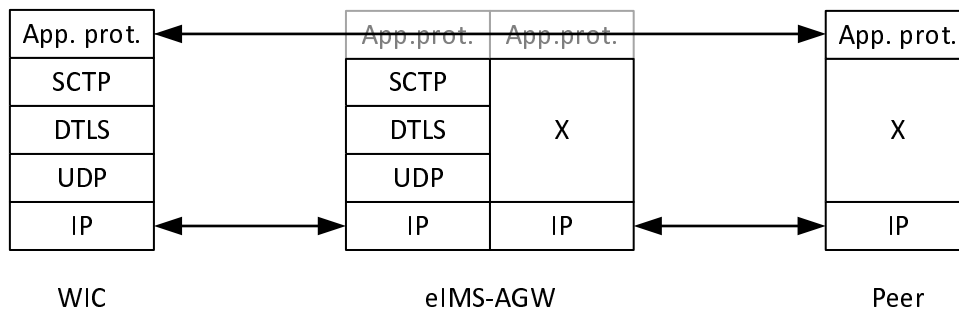 App. prot.
App.prot.
App.prot.
App. prot.
SCTP
SCTP
DTLS
DTLS
X
X
UDP
UDP
IP
IP
IP
IP
WIC
eIMS-AGW
Peer